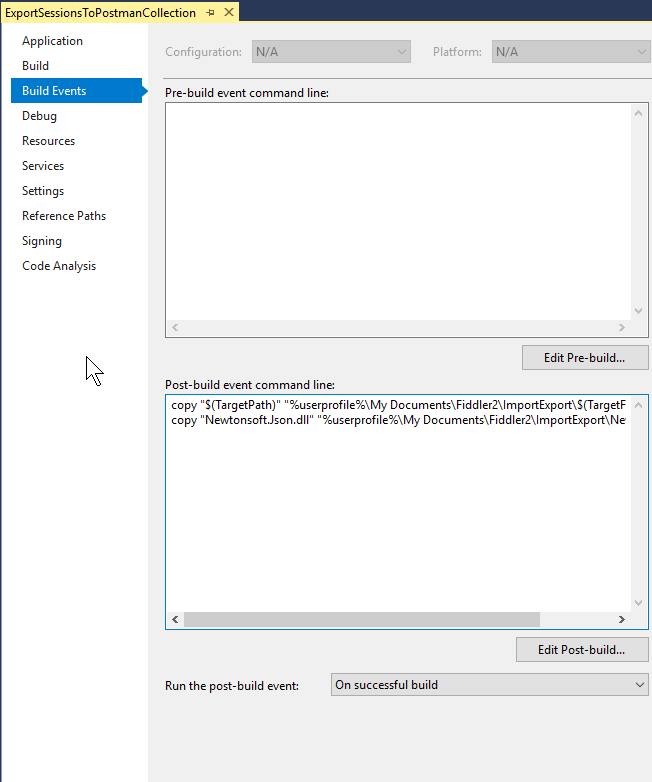 ExportSessionsToPostmanCollection
Application
Build
Build Events
Debug
Resources
Services
Settings
Reference Paths
Signing
Code Analysis
Configuration: N/A Platform: N/A
Pre-build event command line:
Edit Pre-build...
Post-build event command line:
copy "$(TargetPath)" "%userprofile%\My Documents\Fiddler2\ImportExport\$(TargetF
copy "Newtonsoft.Json.dll" "%userprofile%\My Documents\Fiddler2\ImportExport\Ne
Edit Post-build...
Run the post-build event: On successful build